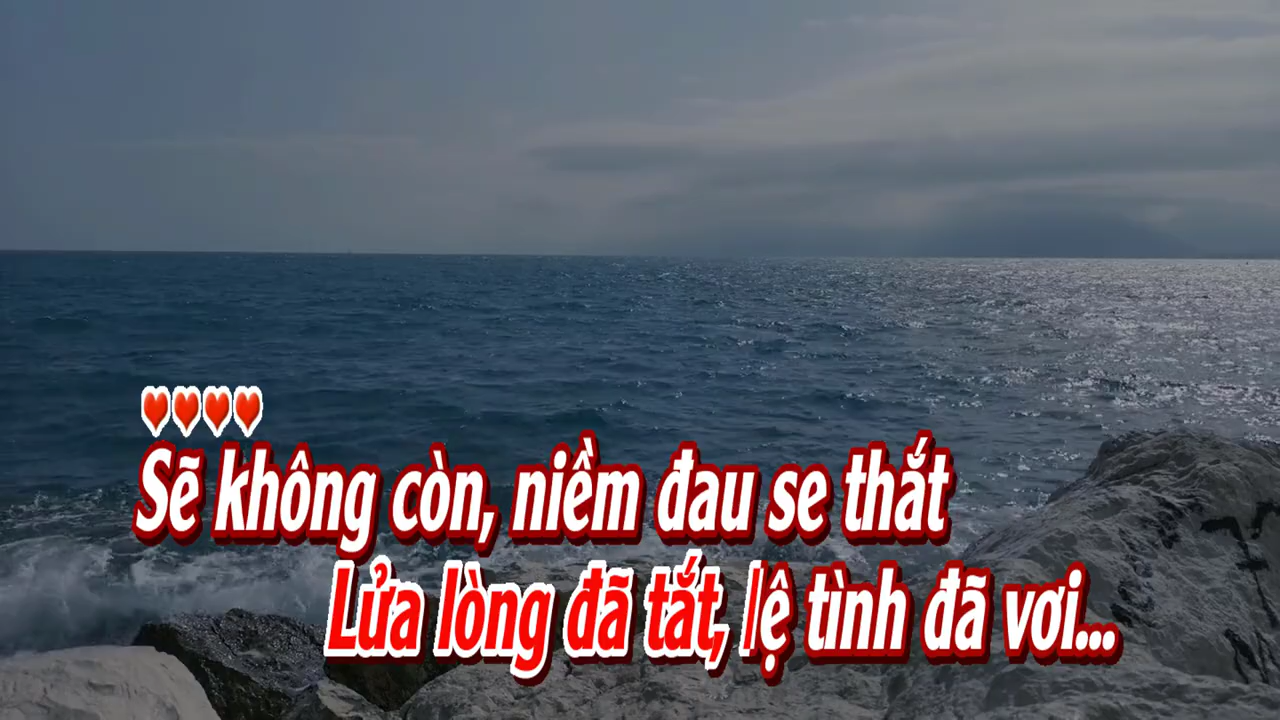 Sẽ không còn, niềm đau se thắt
Lửa lòng đã tắt, lệ tình đã vơi...